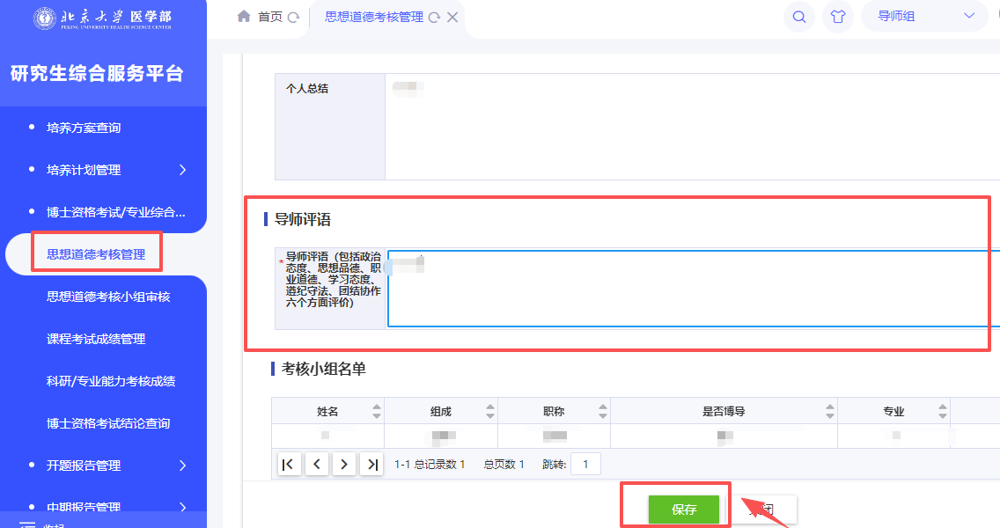 北京大学医学部
PEKING UNIVERSITY HEALTH SCIENCE CENTER
研究生综合服务平台
首页
思想道德考核管理
导师组
培养方案查询
培养计划管理
博士资格考试/专业综合...
思想道德考核管理
思想道德考核小组审核
课程考试成绩管理
科研/专业能力考核成绩
博士资格考试结论查询
开题报告管理
中期报告管理
收起
个人总结
导师评语
*导师评语（包括政治
态度、思想品德、职
业道德、学习态度、
遵纪守法、团结协作
六个方面评价）
考核小组名单
姓名 组成 职称 是否博导 专业
1-1 总记录数 1 总页数 1 跳转: 1
保存
关闭